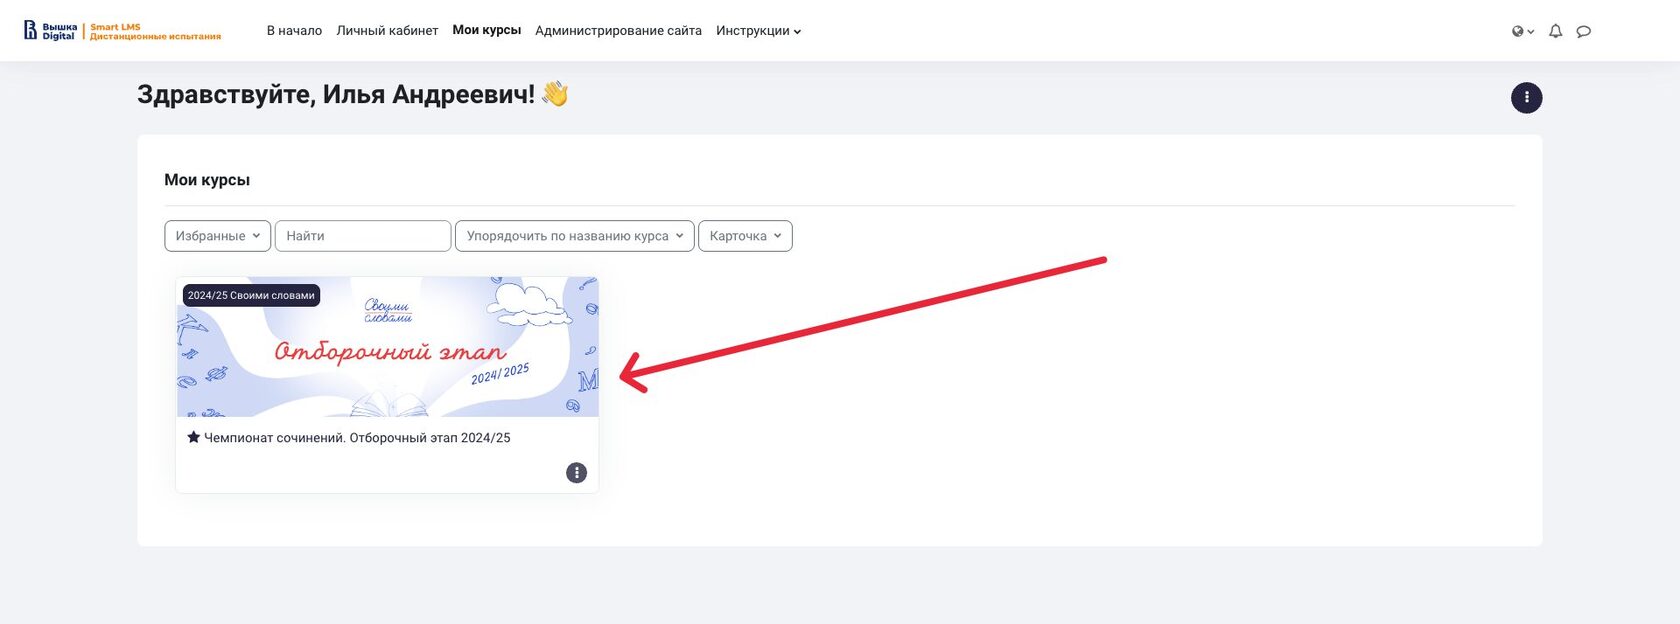 Вышка Digital
Smart LMS
Дистанционные испытания
В начало
Личный кабинет
Мои курсы
Администрирование сайта
Инструкции
Здравствуйте, Илья Андреевич! 👋
Мои курсы
Избранные
Найти
Упорядочить по названию курса
Карточка
2024/25 Своими словами
Своими
словами
Отборочный этап
2024/2025
Чемпионат сочинений. Отборочный этап 2024/25